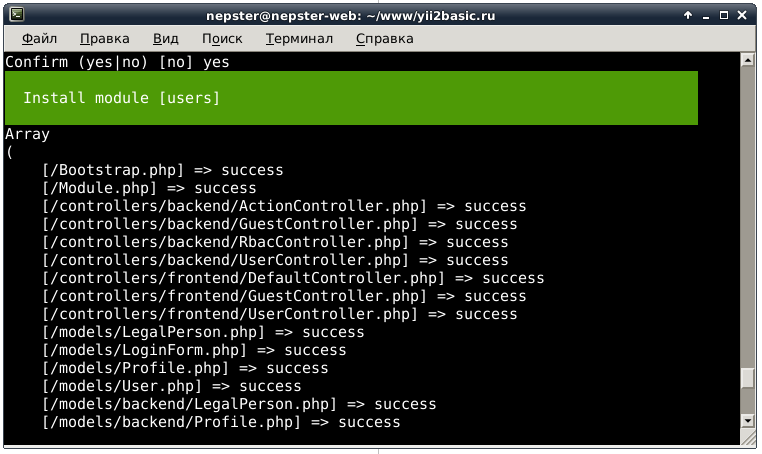 nepster@nepster-web: ~/www/yii2basic.ru
Файл Правка Вид Поиск Терминал Справка
Confirm (yes|no) [no] yes
Install module [users]
Array
(
[/Bootstrap.php] => success
[/Module.php] => success
[/controllers/backend/ActionController.php] => success
[/controllers/backend/GuestController.php] => success
[/controllers/backend/RbacController.php] => success
[/controllers/backend/UserController.php] => success
[/controllers/frontend/DefaultController.php] => success
[/controllers/frontend/GuestController.php] => success
[/controllers/frontend/UserController.php] => success
[/models/LegalPerson.php] => success
[/models/LoginForm.php] => success
[/models/Profile.php] => success
[/models/User.php] => success
[/models/backend/LegalPerson.php] => success
[/models/backend/Profile.php] => success